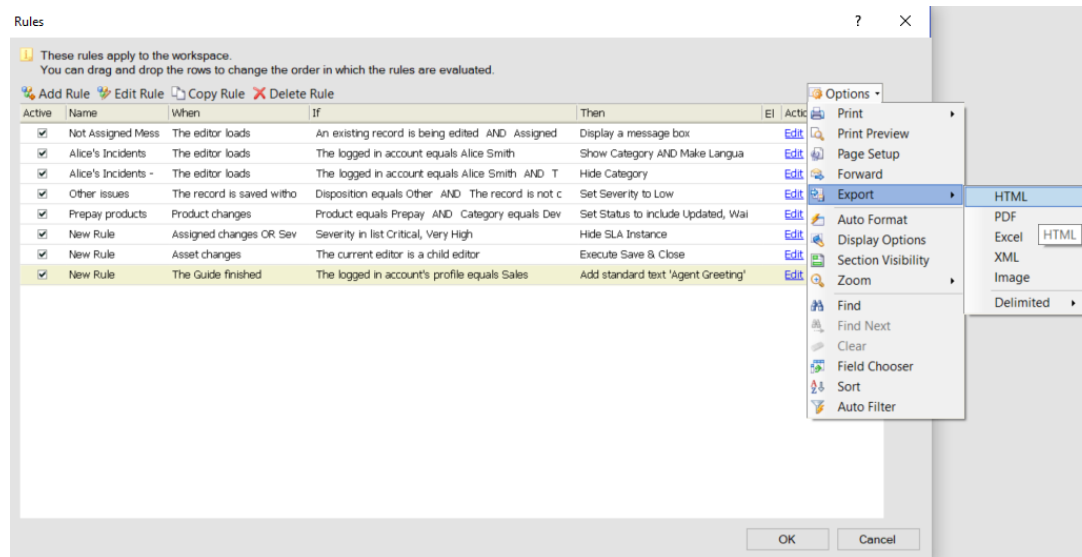 Rules
?
These rules apply to the workspace.
You can drag and drop the rows to change the order in which the rules are evaluated.
Add Rule Edit Rule Copy Rule Delete Rule Options
Active Name When If Then El Actic
Not Assigned Mess The editor loads An existing record is being edited AND Assigned Display a message box Edit
Alice's Incidents The editor loads The logged in account equals Alice Smith Show Category AND Make Langua Edit
Alice's Incidents - The editor loads The logged in account equals Alice Smith AND T Hide Category Edit
Other issues The record is saved witho Disposition equals Other AND The record is not c Set Severity to Low Edit
Prepay products Product changes Product equals Prepay AND Category equals Dev Set Status to include Updated, Wai Edit
New Rule Assigned changes OR Sev Severity in list Critical, Very High Hide SLA Instance Edit
New Rule Asset changes The current editor is a child editor Execute Save & Close Edit
New Rule The Guide finished The logged in account's profile equals Sales Add standard text 'Agent Greeting' Edit
Print
Print Preview
Page Setup
Forward
Export
Auto Format
Display Options
Section Visibility
Zoom
Find
Find Next
Clear
Field Chooser
Sort
Auto Filter
HTML
PDF
Excel
HTML
XML
Image
Delimited
OK Cancel